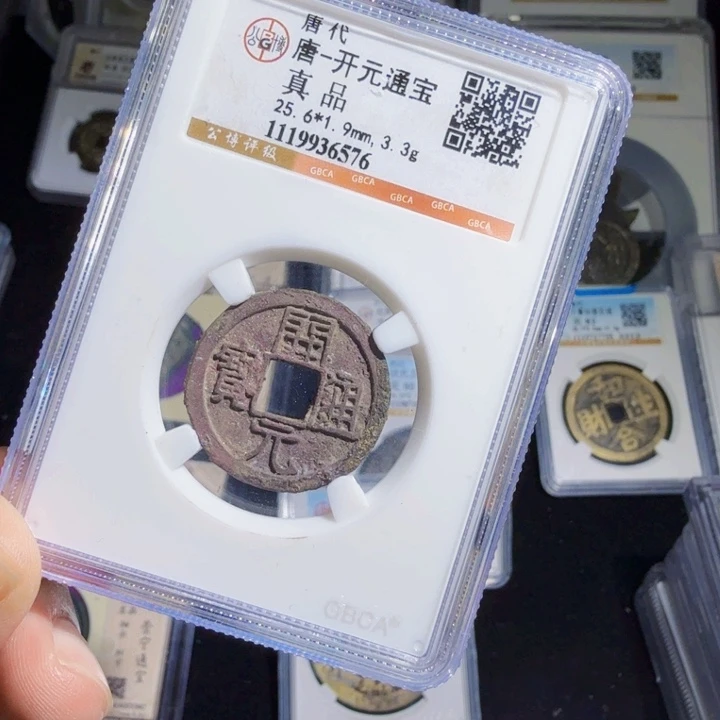 唐代
唐-开元通宝
真品
25.6*1.9mm, 3.3g
1119936576
公博评级
GBCA
GBCA
GBCA
GBCA
GBCA
開
寶 通
元
GBCA®